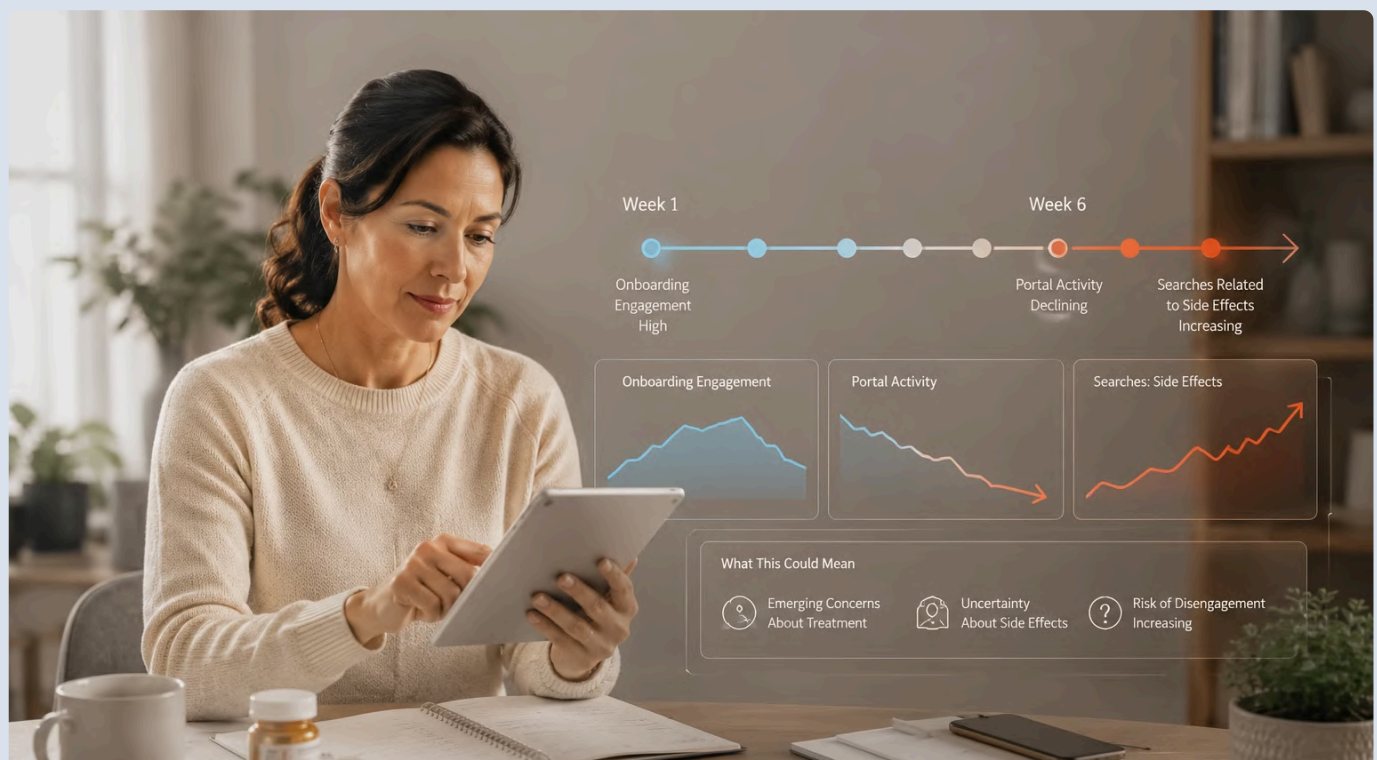 Week 1
Week 6
Onboarding
Engagement
High
Portal Activity
Declining
Searches Related
to Side Effects
Increasing
Onboarding Engagement
Portal Activity
Searches: Side Effects
What This Could Mean
Emerging Concerns
About Treatment
Uncertainty
About Side Effects
Risk of Disengagement
Increasing